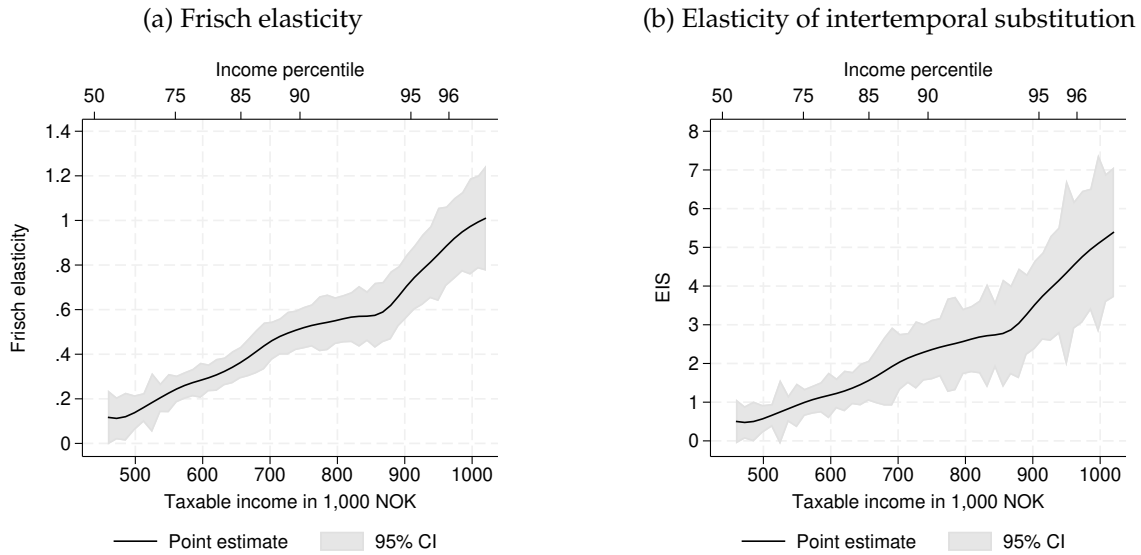 (a) Frisch elasticity
Income percentile
50 75 85 90 95 96
1.4
1.2
1
.8
.6
.4
.2
0
Frisch elasticity
500 600 700 800 900 1000
Taxable income in 1,000 NOK
Point estimate 95% CI
(b) Elasticity of intertemporal substitution
Income percentile
50 75 85 90 95 96
8
7
6
5
4
3
2
1
0
EIS
500 600 700 800 900 1000
Taxable income in 1,000 NOK
Point estimate 95% CI